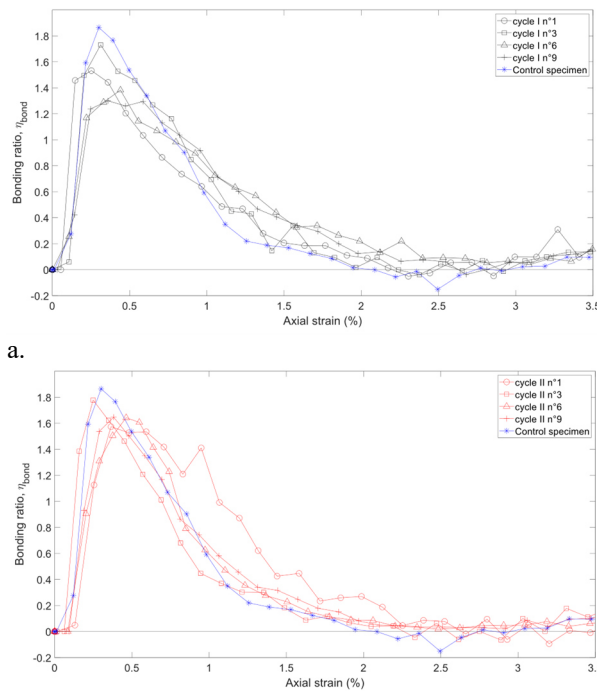 1.8
1.6
1.4
1.2
1
0.8
0.6
0.4
0.2
0
-0.2
Bonding ratio, ηbond
cycle I n°1
cycle I n°3
cycle I n°6
cycle I n°9
Control specimen
0 0.5 1 1.5 2 2.5 3 3.5
Axial strain (%)
a.
1.8
1.6
1.4
1.2
1
0.8
0.6
0.4
0.2
0
-0.2
Bonding ratio, ηbond
cycle II n°1
cycle II n°3
cycle II n°6
cycle II n°9
Control specimen
0 0.5 1 1.5 2 2.5 3 3.
Axial strain (%)